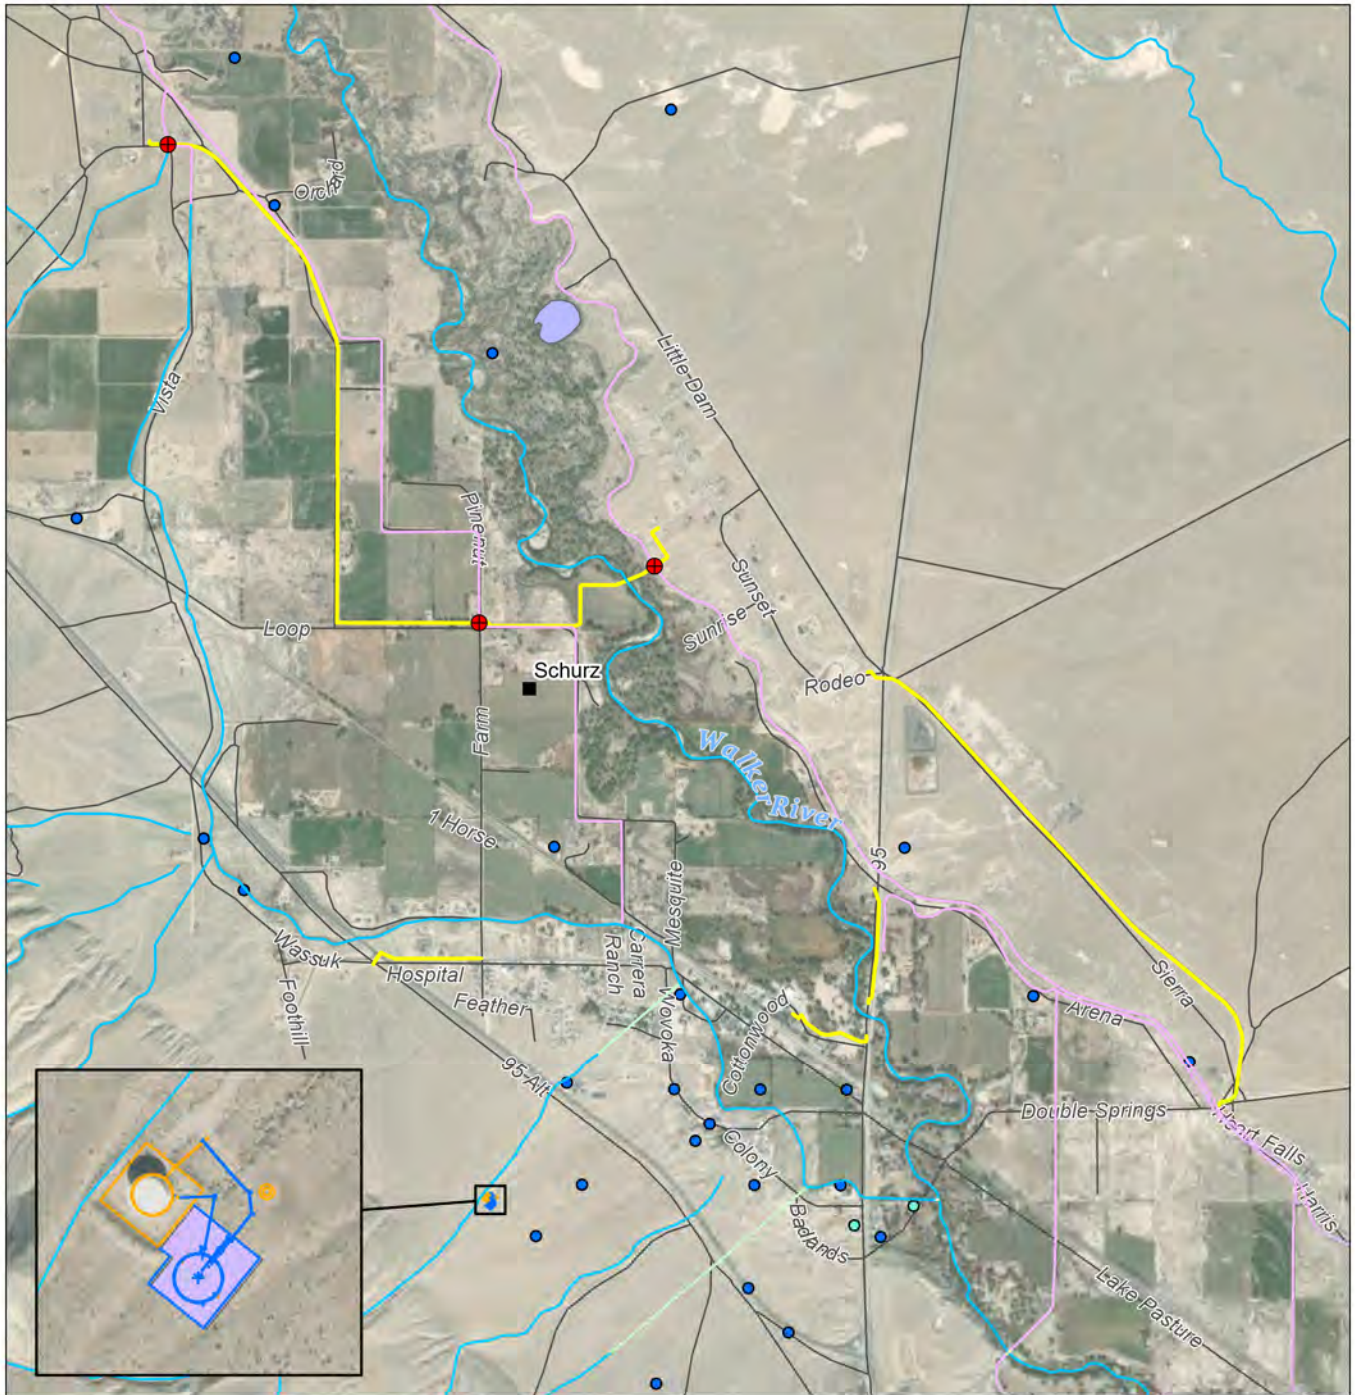 Orchard
Little Dam
Vista
Pinenut
Sunset
Sunrise
Loop
Schurz
Rodeo
Farm
Walker River
1 Horse
95
Mesquite
Carrera
Ranch
Wassuk
Hospital
Foothill
Feather
Sierra
Arena
Wovoka
Cottonwood
95-Alt
Double Springs
Heart Falls
Colony
Harris
Badlands
Lake Pasture